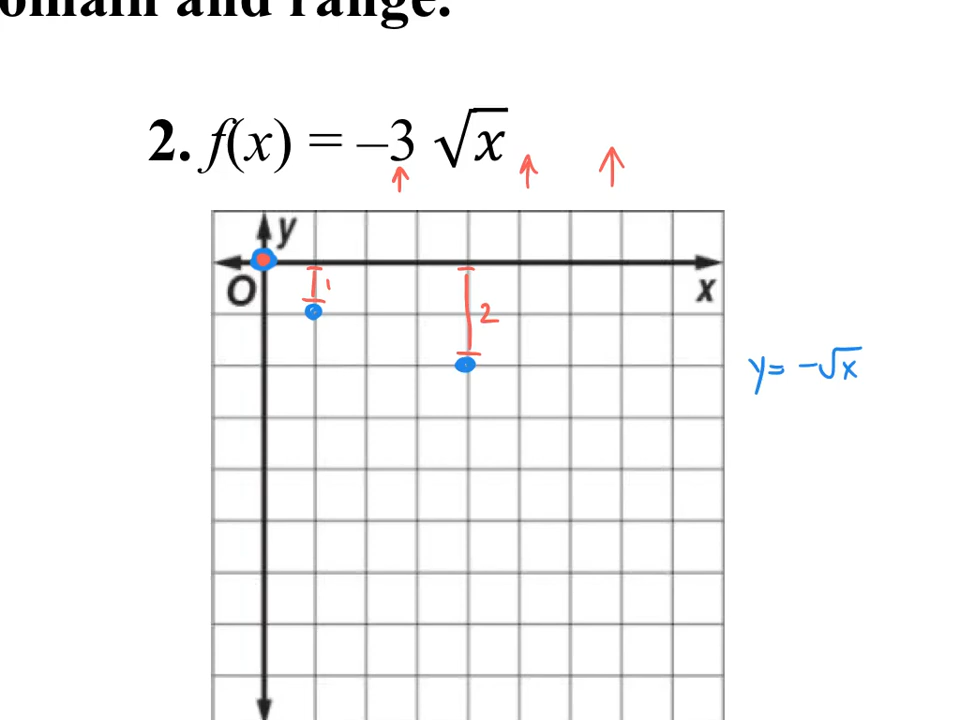 omain and range.
2. f(x) = –3 √x
y
O
x
1
2
y = -√x